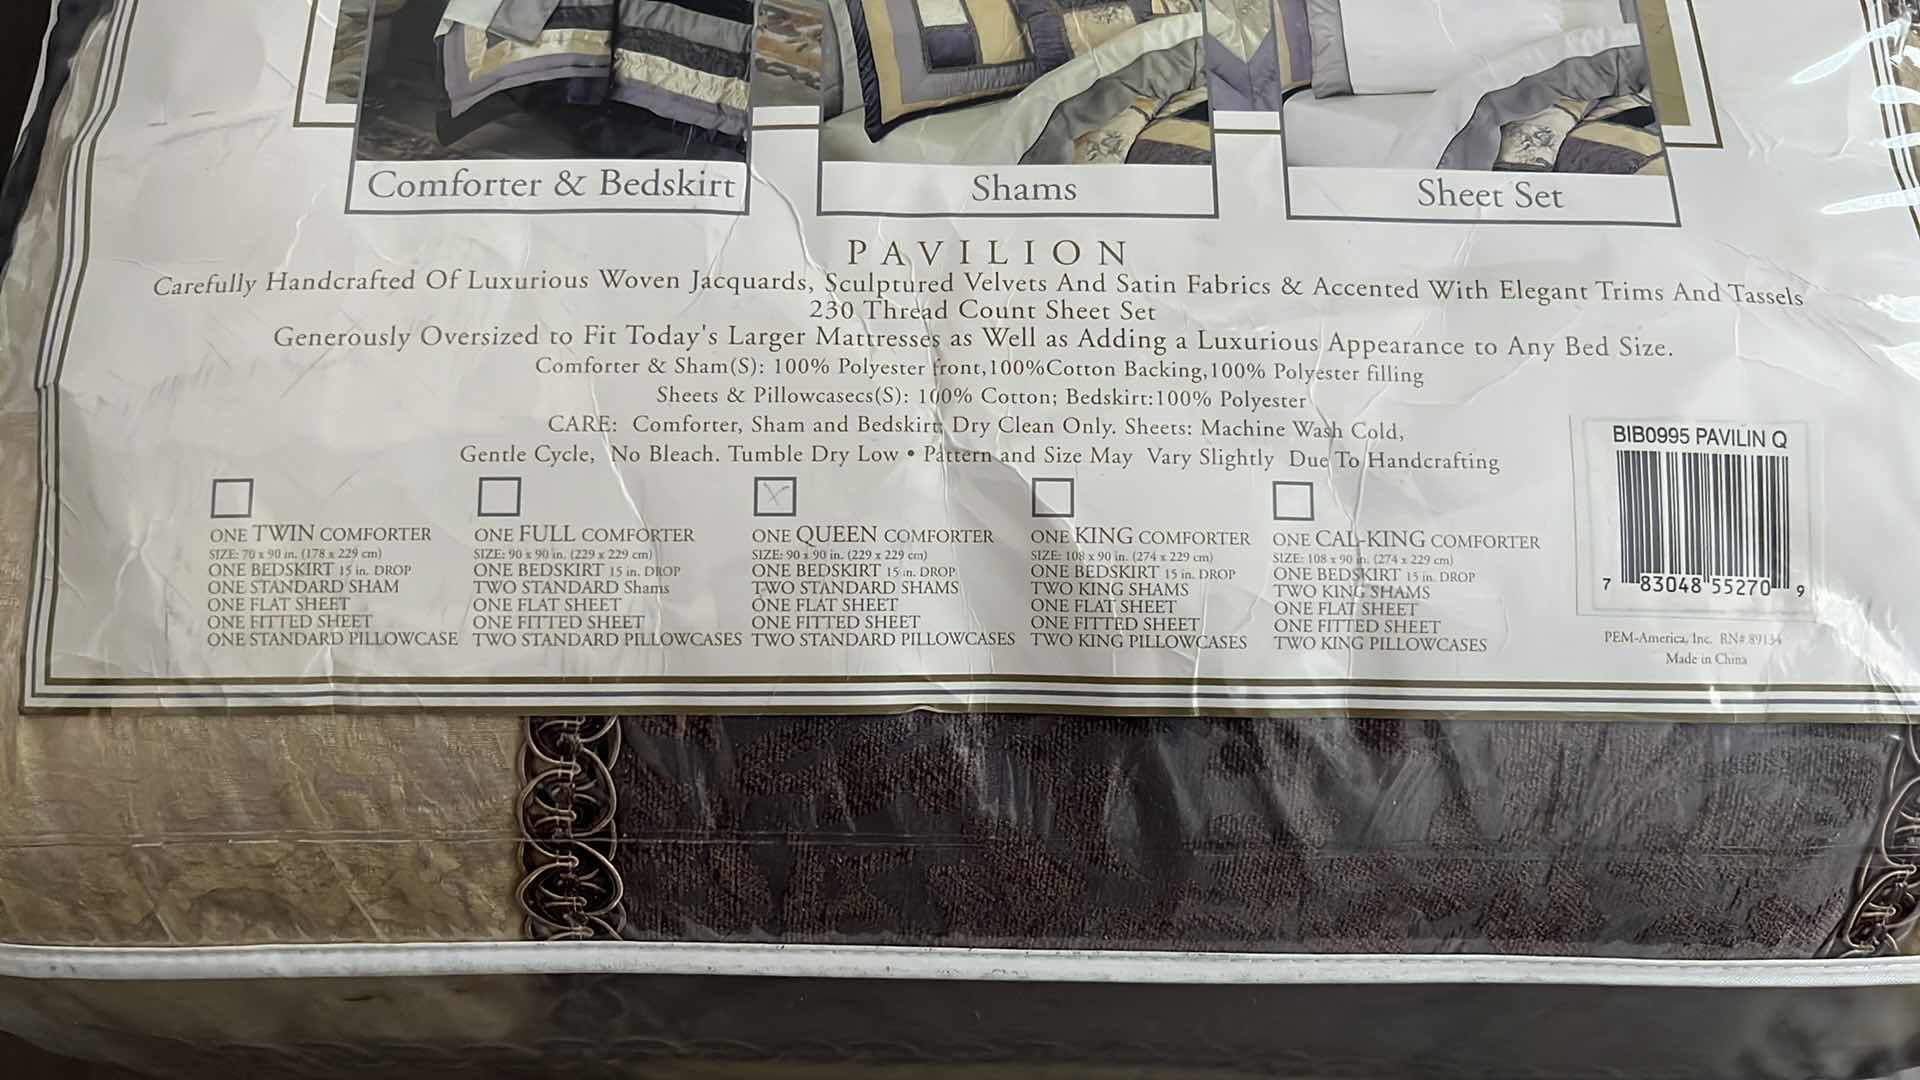 Comforter & Bedskirt
Shams
Sheet Set
PAVILION
Carefully Handcrafted Of Luxurious Woven Jacquards, Sculptured Velvets And Satin Fabrics & Accented With Elegant Trims And Tassels
230 Thread Count Sheet Set
Generously Oversized to Fit Today's Larger Mattresses as Well as Adding a Luxurious Appearance to Any Bed Size.
Comforter & Sham(S): 100% Polyester front,100%Cotton Backing,100% Polyester filling
Sheets & Pillowcasecs(S): 100% Cotton; Bedskirt:100% Polyester
CARE: Comforter, Sham and Bedskirt: Dry Clean Only. Sheets: Machine Wash Cold,
Gentle Cycle, No Bleach. Tumble Dry Low • Pattern and Size May Vary Slightly Due To Handcrafting
ONE TWIN COMFORTER
SIZE: 70 x 90 in. (178 x 229 cm)
ONE BEDSKIRT 15 in. DROP
ONE STANDARD SHAM
ONE FLAT SHEET
ONE FITTED SHEET
ONE STANDARD PILLOWCASE
ONE FULL COMFORTER
SIZE: 90 x 90 in. (229 x 229 cm)
ONE BEDSKIRT 15 in. DROP
TWO STANDARD Shams
ONE FLAT SHEET
ONE FITTED SHEET
TWO STANDARD PILLOWCASES
ONE QUEEN COMFORTER
SIZE: 90 x 90 in. (229 x 229 cm)
ONE BEDSKIRT 15 in. DROP
TWO STANDARD SHAMS
ONE FLAT SHEET
ONE FITTED SHEET
TWO STANDARD PILLOWCASES
ONE KING COMFORTER
SIZE: 108 x 90 in. (274 x 229 cm)
ONE BEDSKIRT 15 in. DROP
TWO KING SHAMS
ONE FLAT SHEET
ONE FITTED SHEET
TWO KING PILLOWCASES
ONE CAL-KING COMFORTER
SIZE: 108 x 90 in. (274 x 229 cm)
ONE BEDSKIRT 15 in. DROP
TWO KING SHAMS
ONE FLAT SHEET
ONE FITTED SHEET
TWO KING PILLOWCASES
BIB0995 PAVILIN Q
7 83048 55270 9
PEM-America, Inc. RN# 89134
Made in China